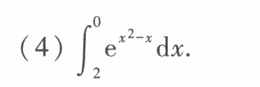 (4) ∫₂⁰ e^{x²−x} dx.